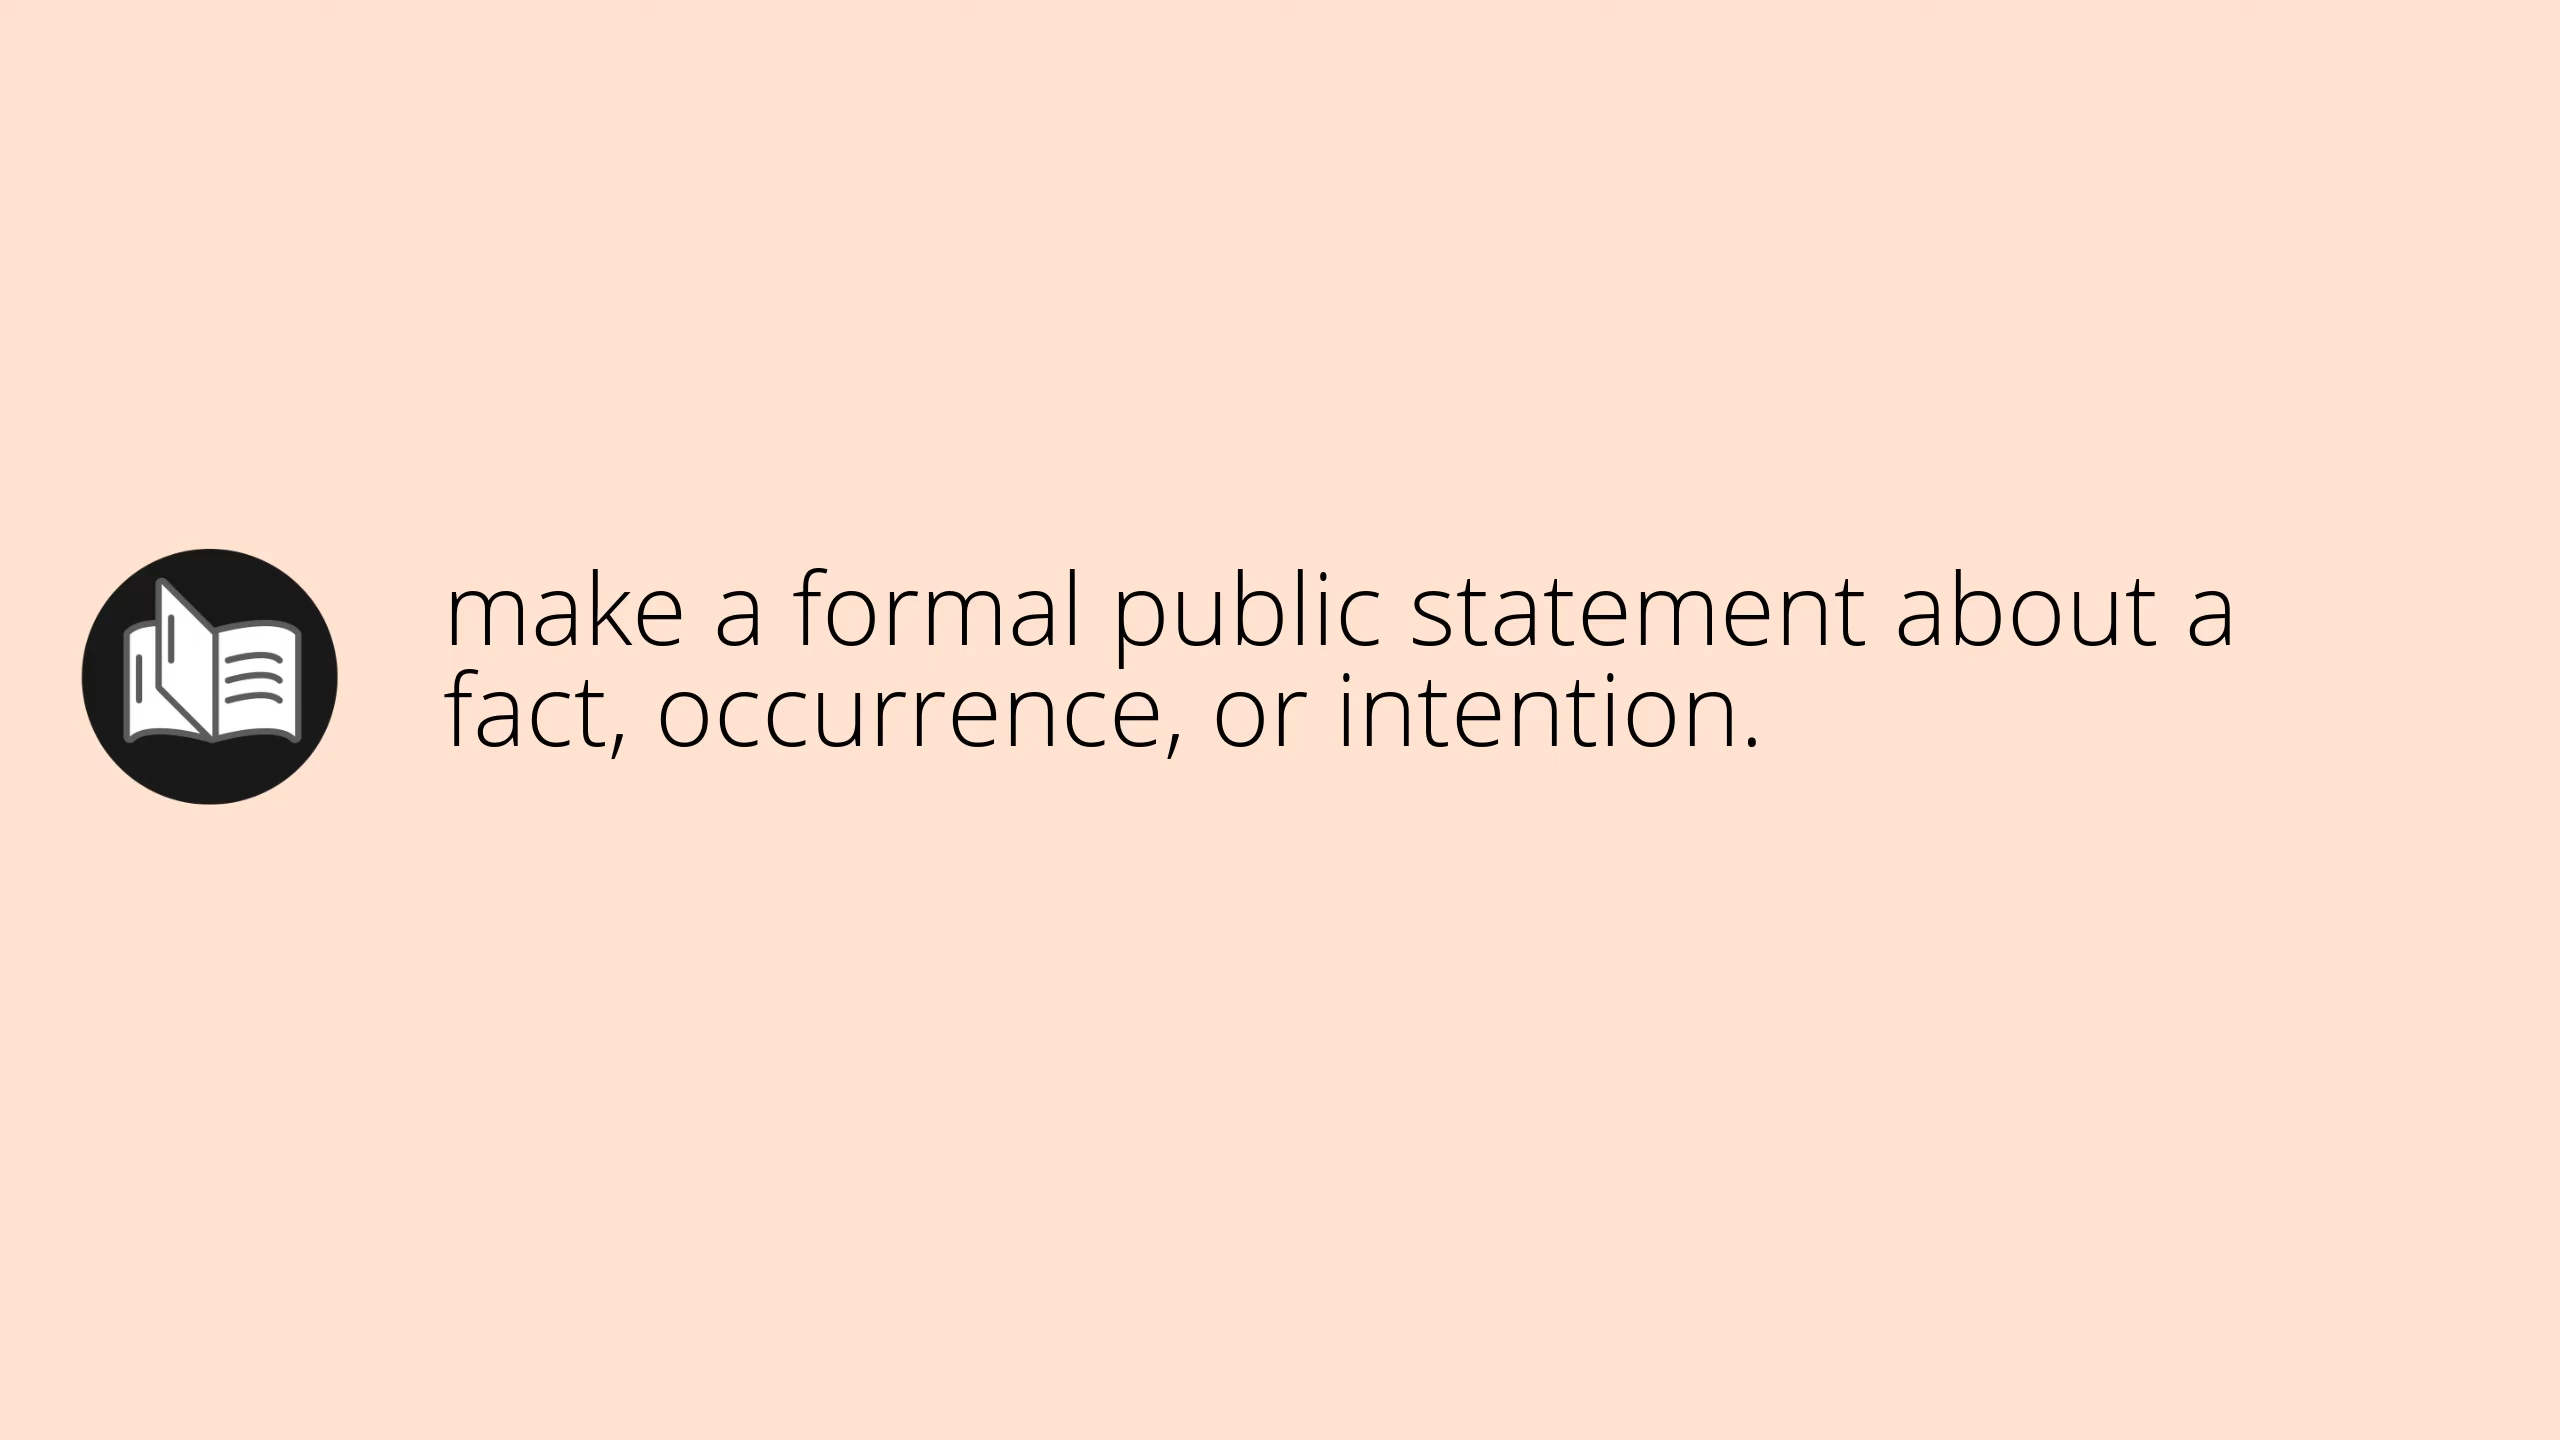 make a formal public statement about a
fact, occurrence, or intention.